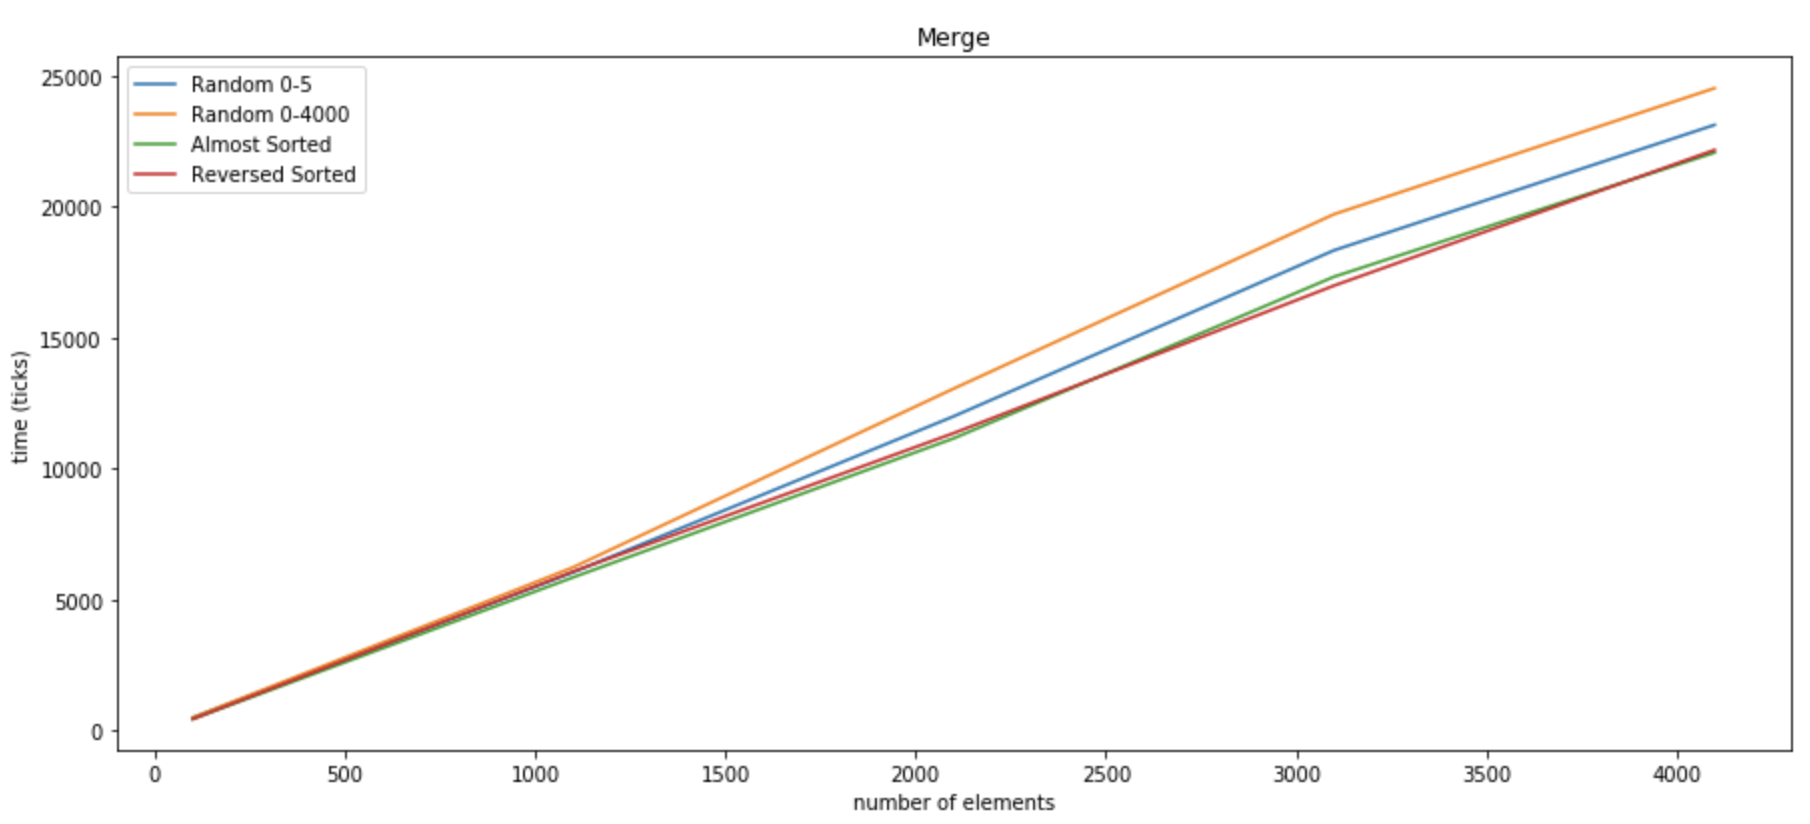 Merge
25000
20000
15000
10000
5000
0
time (ticks)
Random 0-5
Random 0-4000
Almost Sorted
Reversed Sorted
0 500 1000 1500 2000 2500 3000 3500 4000
number of elements